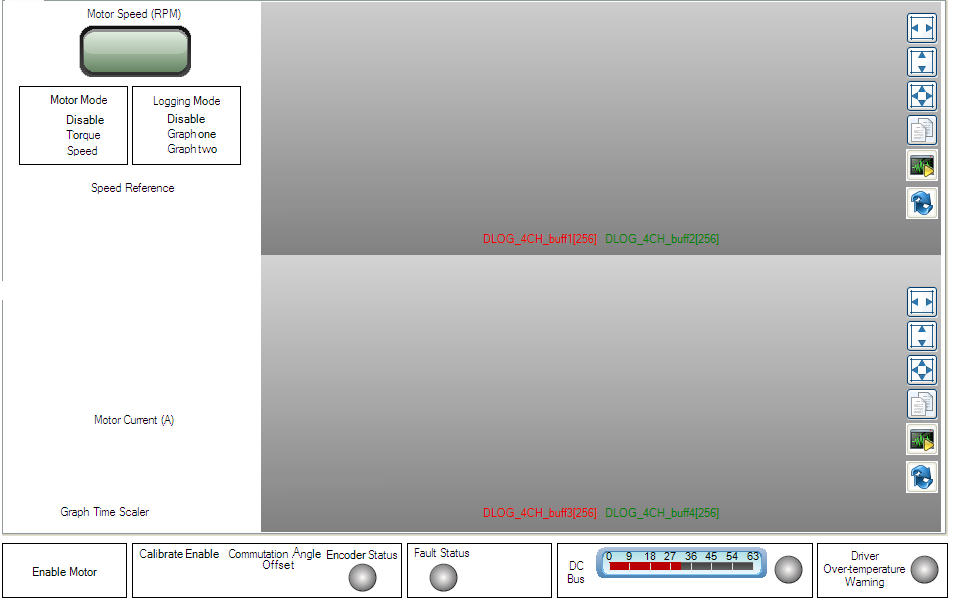 Motor Speed (RPM)
Motor Mode
Disable
Torque
Speed
Logging Mode
Disable
Graph one
Graph two
Speed Reference
DLOG_4CH_buff1[256] DLOG_4CH_buff2[256]
Motor Current (A)
Graph Time Scaler
DLOG_4CH_buff3[256] DLOG_4CH_buff4[256]
Enable Motor
Calibrate Enable
Commutation Angle
Offset
Encoder Status
Fault Status
DC
Bus
0 9 18 27 36 45 54 63
Driver
Over-temperature
Warning